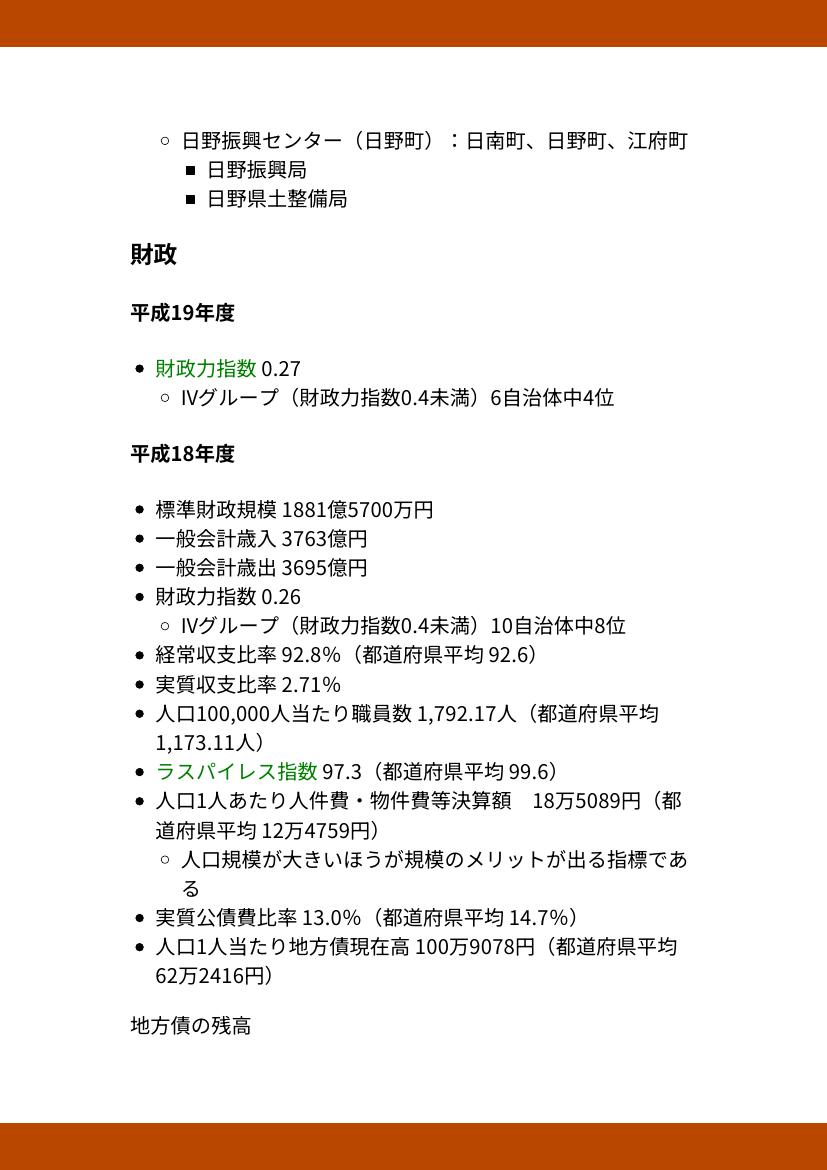 日野振興センター（日野町）：日南町、日野町、江府町
日野振興局
日野県土整備局
財政
平成19年度
財政力指数 0.27
IVグループ（財政力指数0.4未満）6自治体中4位
平成18年度
標準財政規模 1881億5700万円
一般会計歳入 3763億円
一般会計歳出 3695億円
財政力指数 0.26
IVグループ（財政力指数0.4未満）10自治体中8位
経常収支比率 92.8％（都道府県平均 92.6）
実質収支比率 2.71％
人口100,000人当たり職員数 1,792.17人（都道府県平均
1,173.11人）
ラスパイレス指数 97.3（都道府県平均 99.6）
人口1人あたり人件費・物件費等決算額　18万5089円（都
道府県平均 12万4759円）
人口規模が大きいほうが規模のメリットが出る指標であ
る
実質公債費比率 13.0％（都道府県平均 14.7％）
人口1人当たり地方債現在高 100万9078円（都道府県平均
62万2416円）
地方債の残高